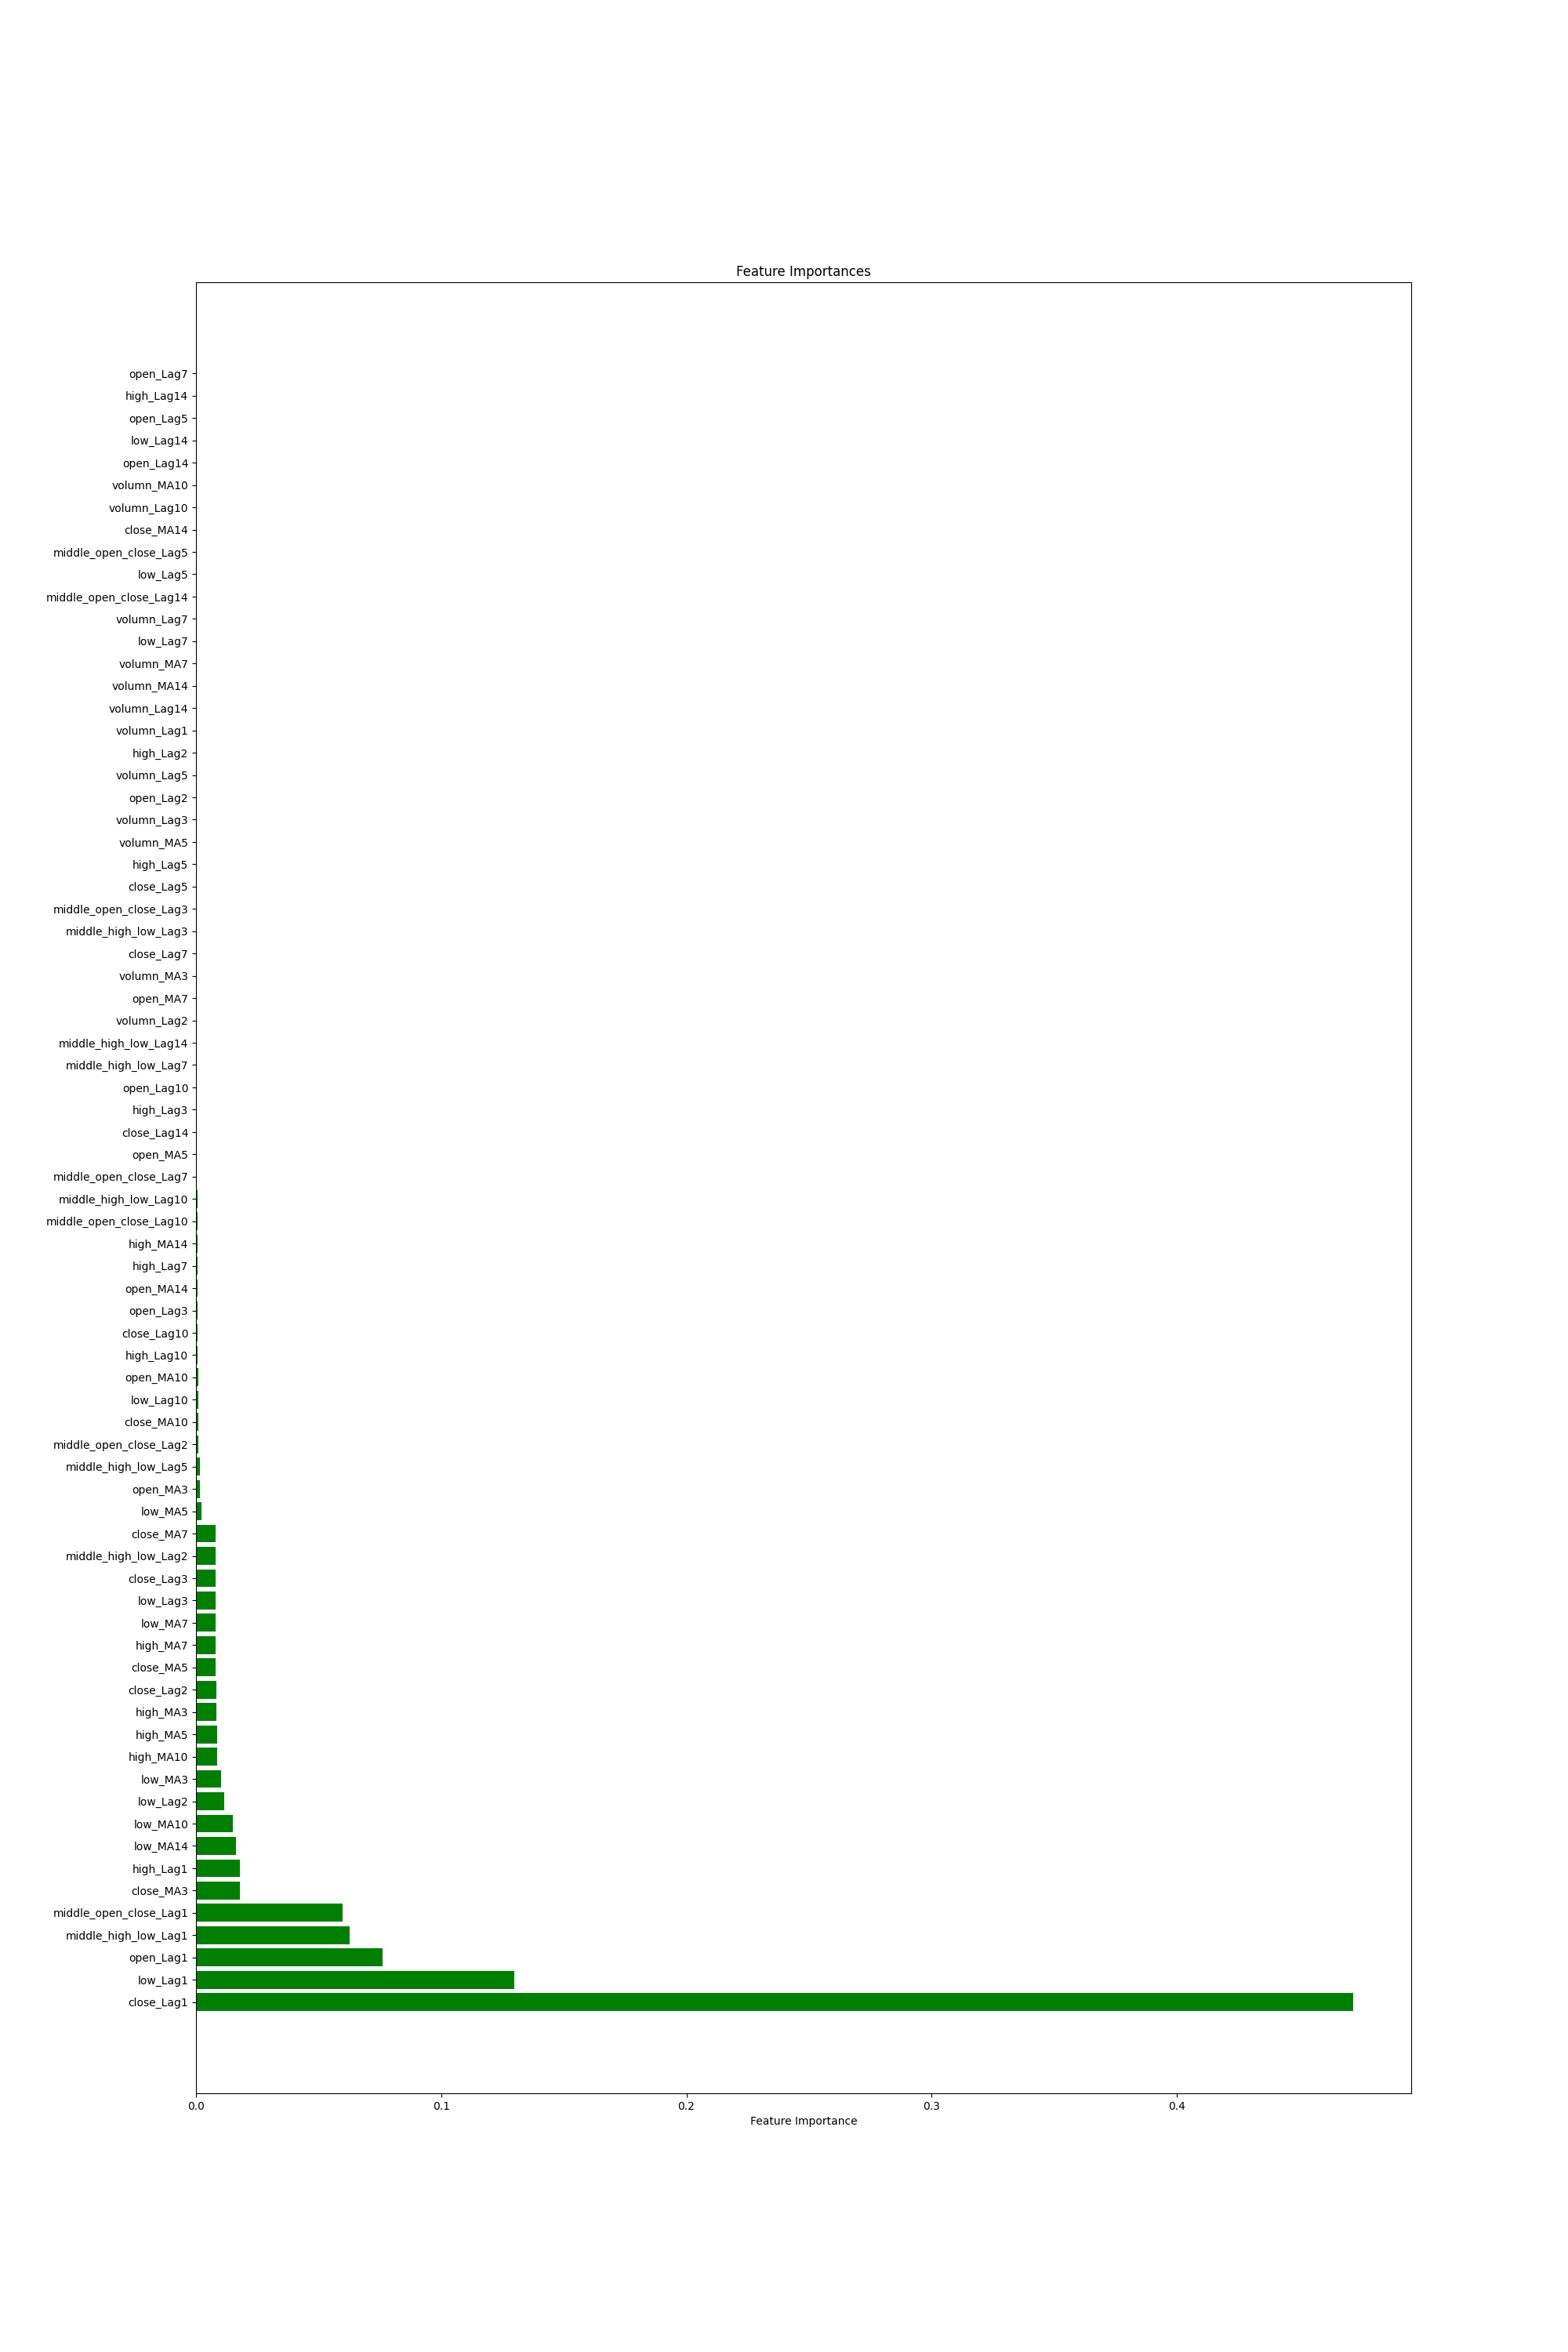 Feature Importances
open_Lag7
high_Lag14
open_Lag5
low_Lag14
open_Lag14
volumn_MA10
volumn_Lag10
close_MA14
middle_open_close_Lag5
low_Lag5
middle_open_close_Lag14
volumn_Lag7
low_Lag7
volumn_MA7
volumn_MA14
volumn_Lag14
volumn_Lag1
high_Lag2
volumn_Lag5
open_Lag2
volumn_Lag3
volumn_MA5
high_Lag5
close_Lag5
middle_open_close_Lag3
middle_high_low_Lag3
close_Lag7
volumn_MA3
open_MA7
volumn_Lag2
middle_high_low_Lag14
middle_high_low_Lag7
open_Lag10
high_Lag3
close_Lag14
open_MA5
middle_open_close_Lag7
middle_high_low_Lag10
middle_open_close_Lag10
high_MA14
high_Lag7
open_MA14
open_Lag3
close_Lag10
high_Lag10
open_MA10
low_Lag10
close_MA10
middle_open_close_Lag2
middle_high_low_Lag5
open_MA3
low_MA5
close_MA7
middle_high_low_Lag2
close_Lag3
low_Lag3
low_MA7
high_MA7
close_MA5
close_Lag2
high_MA3
high_MA5
high_MA10
low_MA3
low_Lag2
low_MA10
low_MA14
high_Lag1
close_MA3
middle_open_close_Lag1
middle_high_low_Lag1
open_Lag1
low_Lag1
close_Lag1
0.0 0.1 0.2 0.3 0.4
Feature Importance